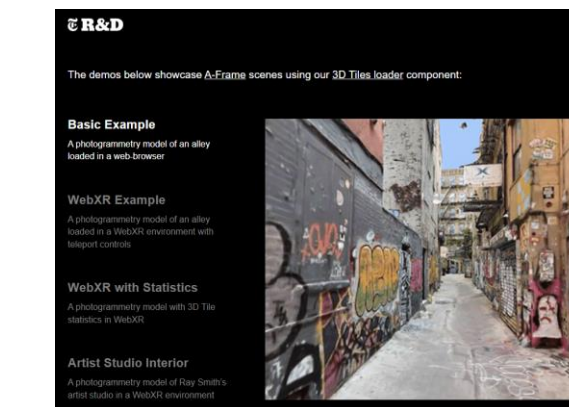 T R&D
The demos below showcase A-Frame scenes using our 3D Tiles loader component:
Basic Example
A photogrammetry model of an alley
loaded in a web-browser
WebXR Example
A photogrammetry model of an alley
loaded in a WebXR environment with
teleport controls
WebXR with Statistics
A photogrammetry model with 3D Tile
statistics in WebXR
Artist Studio Interior
A photogrammetry model of Ray Smith's
artist studio in a WebXR environment